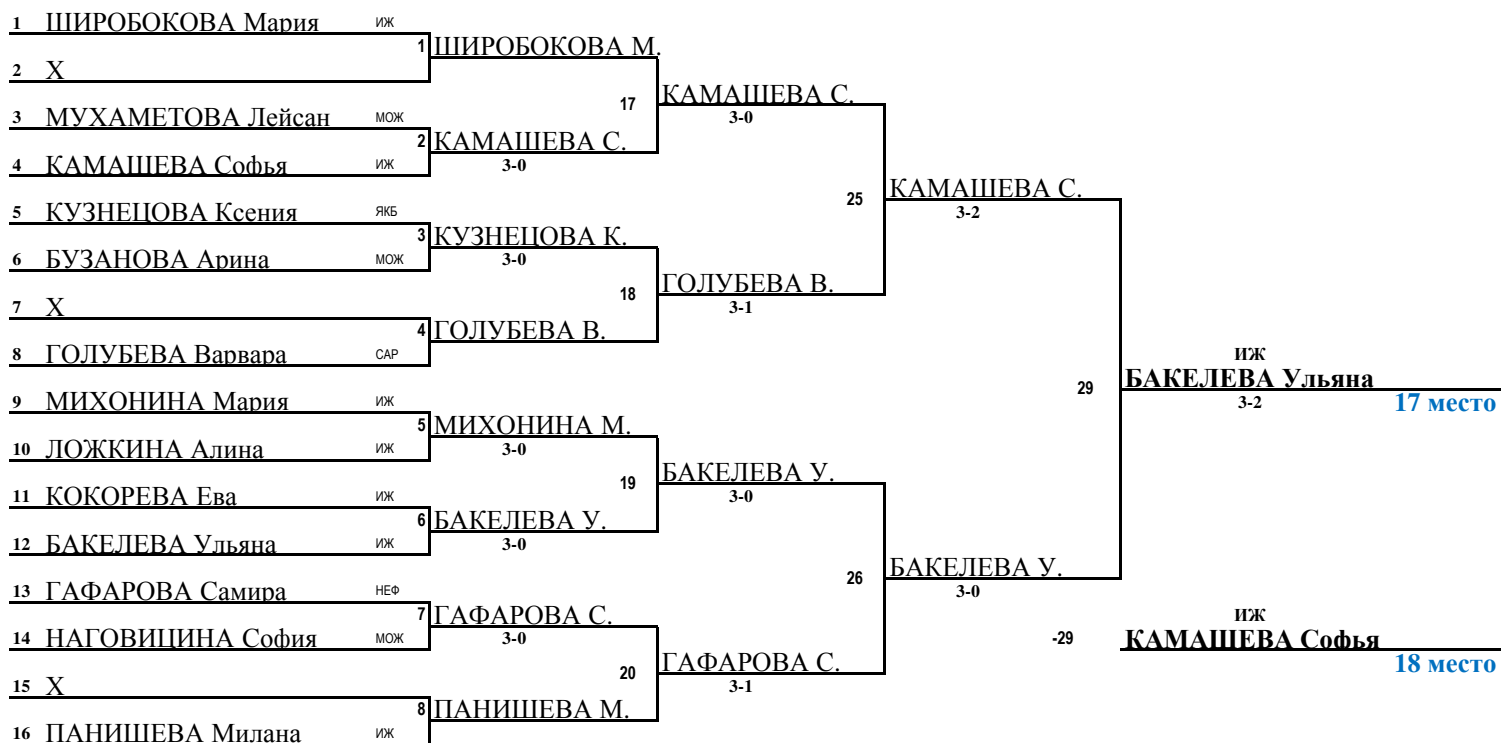 1 ШИРОБОКОВА Мария ИЖ
1 ШИРОБОКОВА М.
2 Х
17 КАМАШЕВА С.
3-0
3 МУХАМЕТОВА Лейсан МОЖ
2 КАМАШЕВА С.
3-0
4 КАМАШЕВА Софья ИЖ
25 КАМАШЕВА С.
3-2
5 КУЗНЕЦОВА Ксения ЯКБ
3 КУЗНЕЦОВА К.
3-0
6 БУЗАНОВА Арина МОЖ
18 ГОЛУБЕВА В.
3-1
7 Х
4 ГОЛУБЕВА В.
8 ГОЛУБЕВА Варвара САР
ИЖ
29 БАКЕЛЕВА Ульяна
3-2 17 место
9 МИХОНИНА Мария ИЖ
5 МИХОНИНА М.
3-0
10 ЛОЖКИНА Алина ИЖ
19 БАКЕЛЕВА У.
3-0
11 КОКОРЕВА Ева ИЖ
6 БАКЕЛЕВА У.
3-0
12 БАКЕЛЕВА Ульяна ИЖ
26 БАКЕЛЕВА У.
3-0
13 ГАФАРОВА Самира НЕФ
7 ГАФАРОВА С.
3-0
14 НАГОВИЦИНА София МОЖ
ИЖ
-29 КАМАШЕВА Софья
18 место
20 ГАФАРОВА С.
3-1
15 Х
8 ПАНИШЕВА М.
16 ПАНИШЕВА Милана ИЖ